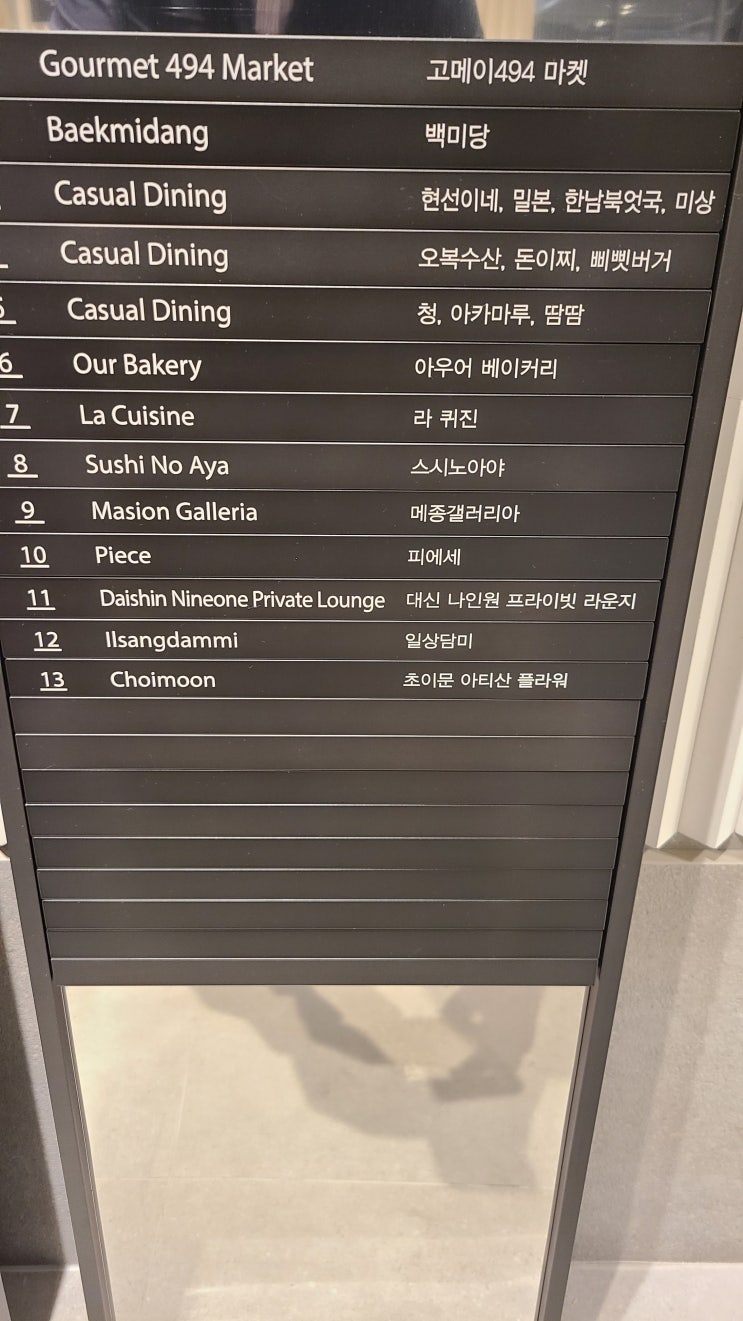 Gourmet 494 Market 고메이494 마켓
Baekmidang 백미당
Casual Dining 현선이네, 밀본, 한남북엇국, 미상
Casual Dining 오복수산, 돈이찌, 삐삣버거
5 Casual Dining 청, 아카마루, 땀땀
6 Our Bakery 아우어 베이커리
7 La Cuisine 라 퀴진
8 Sushi No Aya 스시노아야
9 Masion Galleria 메종갤러리아
10 Piece 피에세
11 Daishin Nineone Private Lounge 대신 나인원 프라이빗 라운지
12 Ilsangdammi 일상담미
13 Choimoon 초이문 아티산 플라워